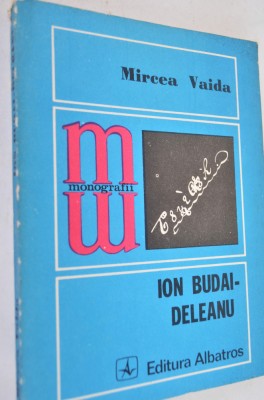 Mircea Vaida
m
monografii
ION BUDAI-
DELEANU
Editura Albatros